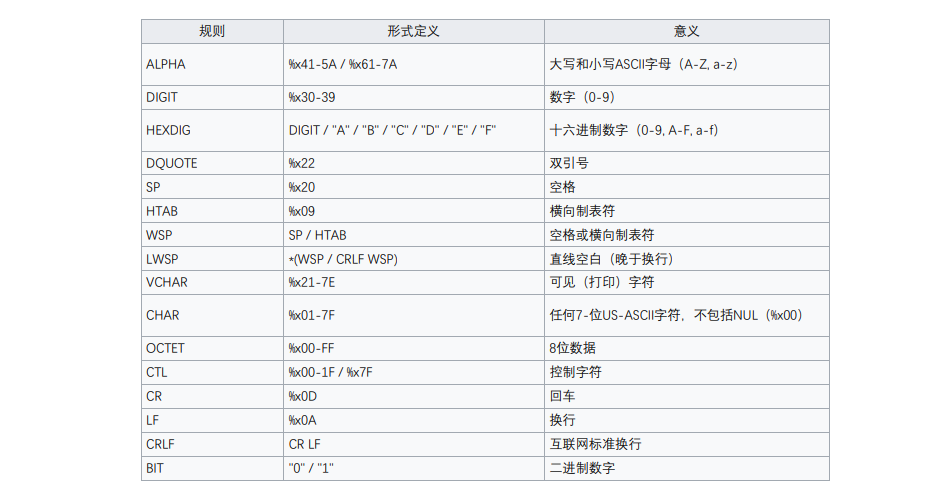 规则 形式定义 意义
ALPHA %x41-5A / %x61-7A 大写和小写ASCII字母（A-Z, a-z）
DIGIT %x30-39 数字（0-9）
HEXDIG DIGIT / "A" / "B" / "C" / "D" / "E" / "F" 十六进制数字（0-9, A-F, a-f）
DQUOTE %x22 双引号
SP %x20 空格
HTAB %x09 横向制表符
WSP SP / HTAB 空格或横向制表符
LWSP *(WSP / CRLF WSP) 直线空白（晚于换行）
VCHAR %x21-7E 可见（打印）字符
CHAR %x01-7F 任何7-位US-ASCII字符，不包括NUL（%x00）
OCTET %x00-FF 8位数据
CTL %x00-1F / %x7F 控制字符
CR %x0D 回车
LF %x0A 换行
CRLF CR LF 互联网标准换行
BIT "0" / "1" 二进制数字